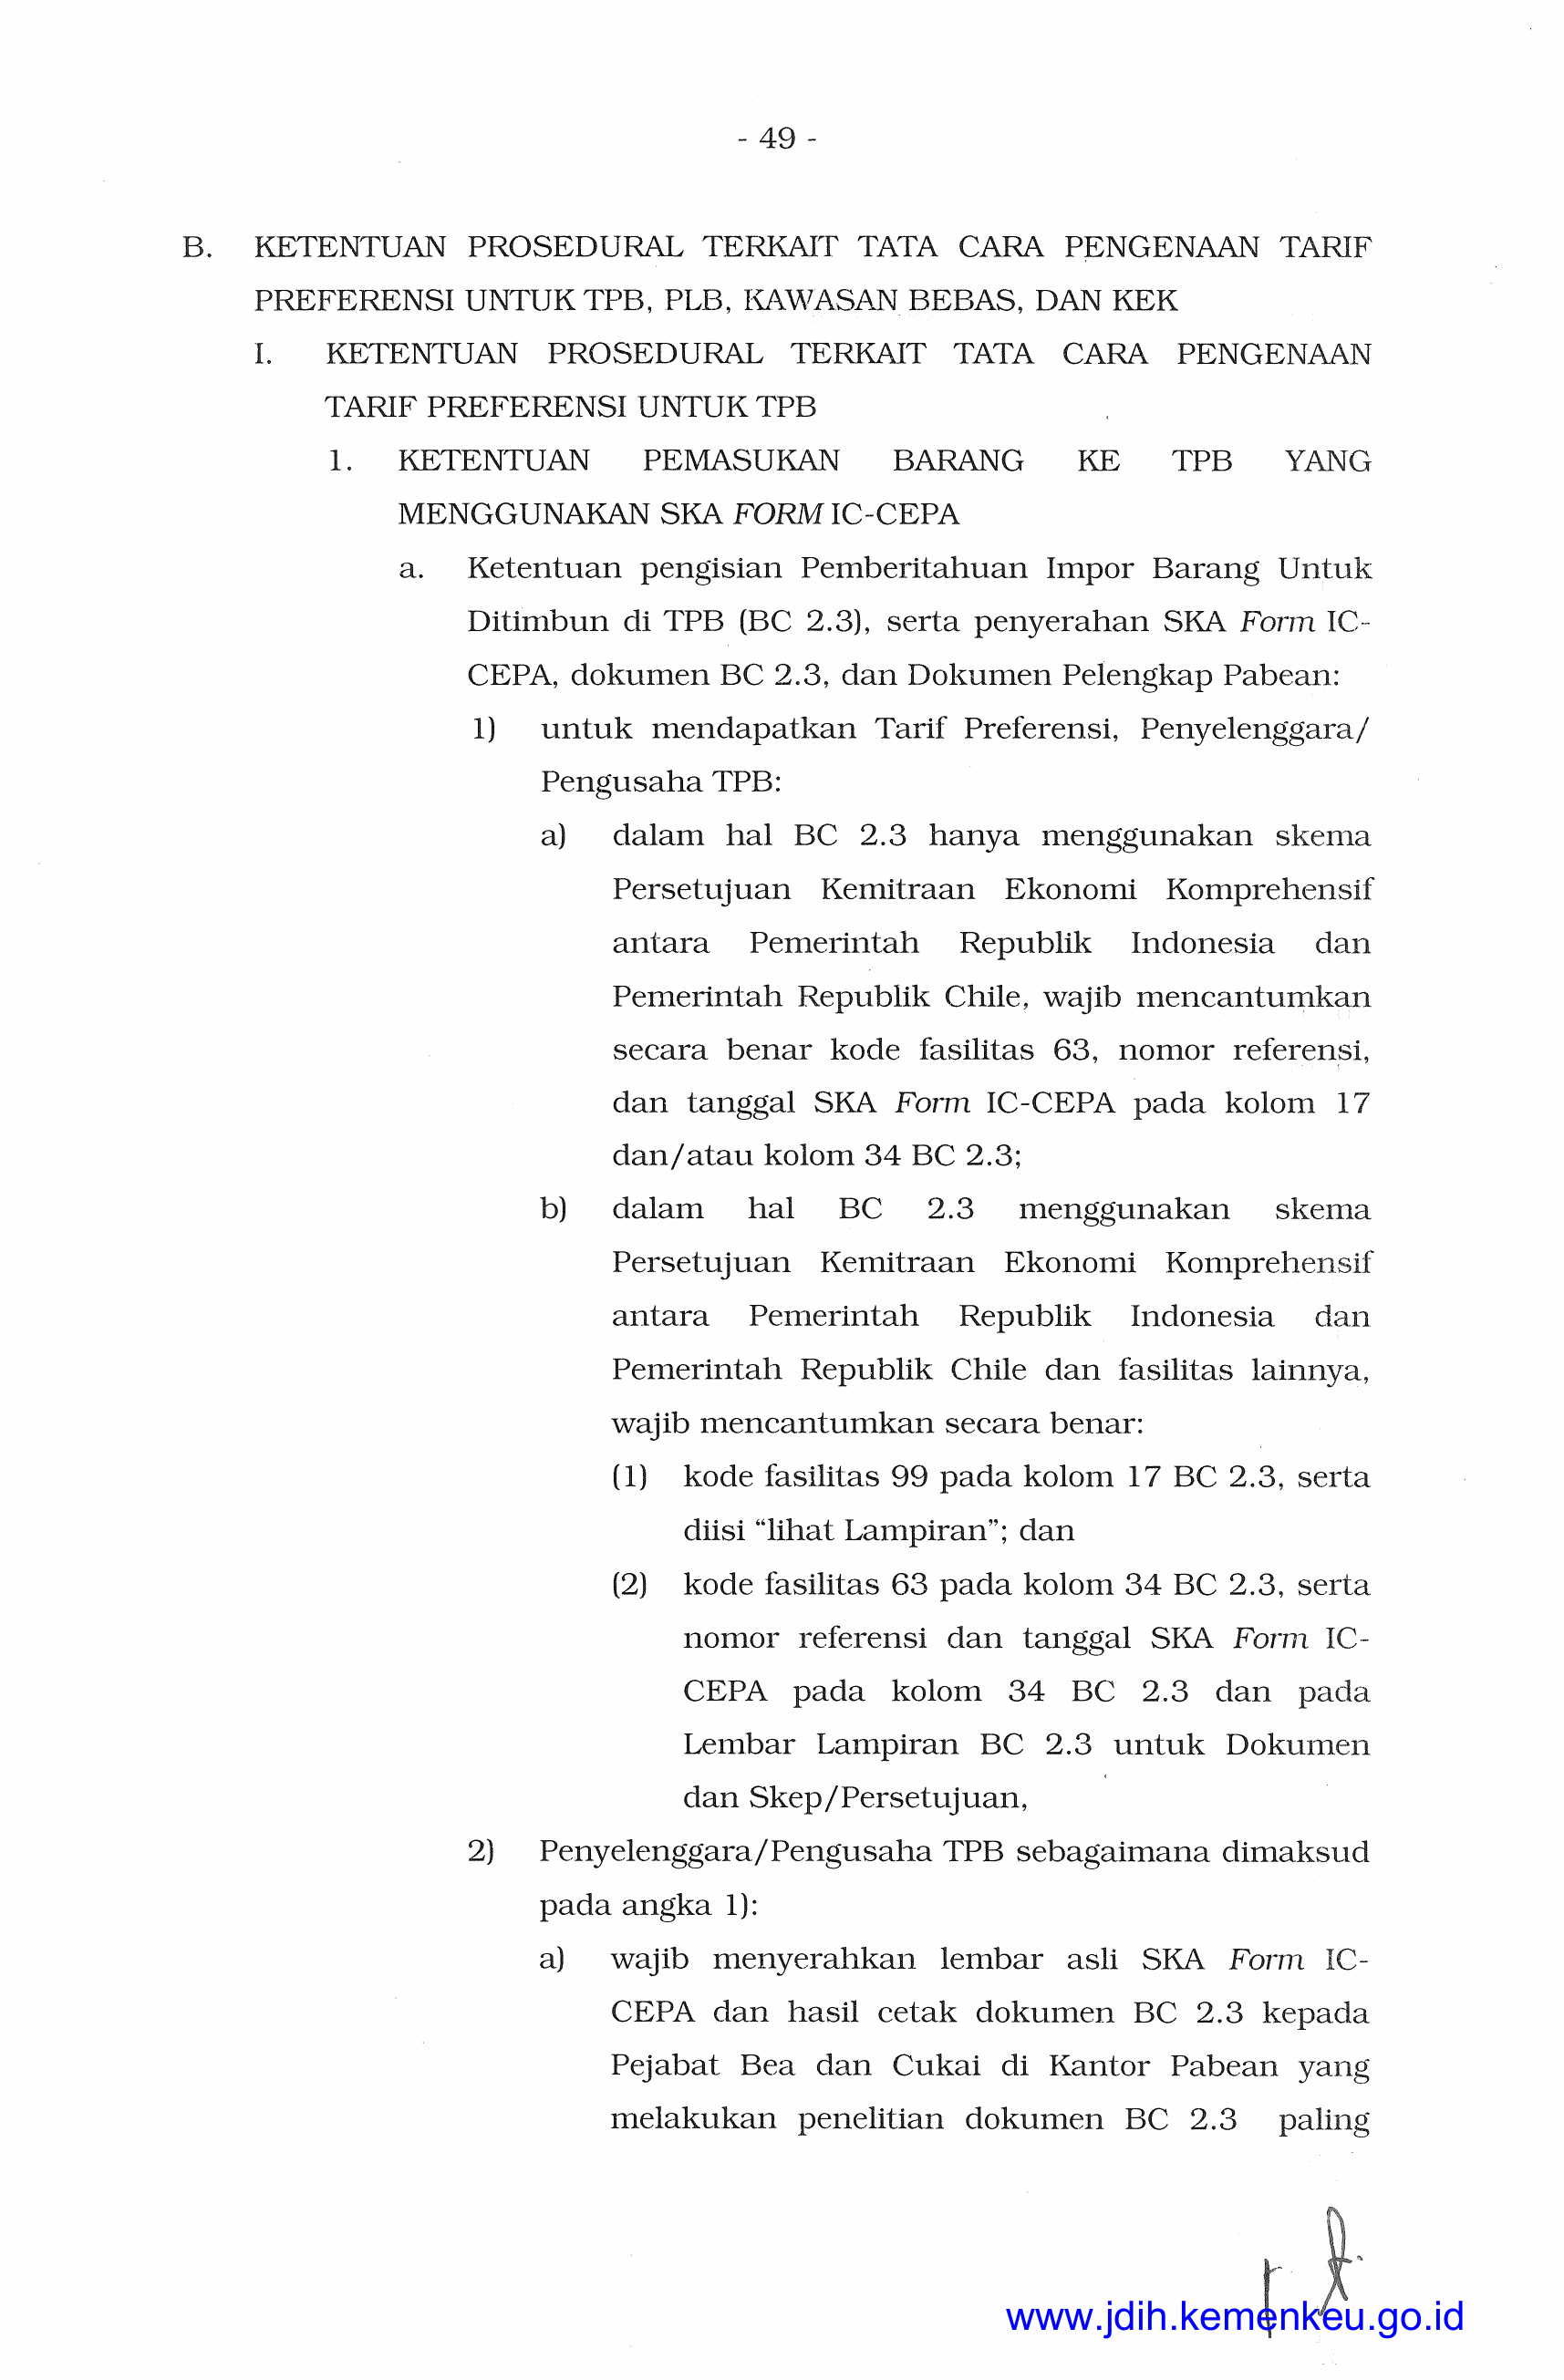 - 49 -
B. KETENTUAN PROSEDURAL TERKAIT TATA CARA PENGENAAN TARIF
PREFERENSI UNTUK TPB, PLB, KAWASAN BEBAS, DAN KEK
I. KETENTUAN PROSEDURAL TERKAIT TATA CARA PENGENAAN
TARIF PREFERENSI UNTUK TPB
1. KETENTUAN PEMASUKAN BARANG KE TPB YANG
MENGGUNAKAN SKA FORM IC-CEPA
a. Ketentuan pengisian Pemberitahuan Impor Barang Untuk
Ditimbun di TPB (BC 2.3), serta penyerahan SKA Form IC-
CEPA, dokumen BC 2.3, dan Dokumen Pelengkap Pabean:
1) untuk mendapatkan Tarif Preferensi, Penyelenggara/
Pengusaha TPB:
a) dalam hal BC 2.3 hanya menggunakan skema
Persetujuan Kemitraan Ekonomi Komprehensif
antara Pemerintah Republik Indonesia dan
Pemerintah Republik Chile, wajib mencantumkan
secara benar kode fasilitas 63, nomor referensi,
dan tanggal SKA Form IC-CEPA pada kolom 17
dan/atau kolom 34 BC 2.3;
b) dalam hal BC 2.3 menggunakan skema
Persetujuan Kemitraan Ekonomi Komprehensif
antara Pemerintah Republik Indonesia dan
Pemerintah Republik Chile dan fasilitas lainnya,
wajib mencantumkan secara benar:
(1) kode fasilitas 99 pada kolom 17 BC 2.3, serta
diisi “lihat Lampiran”; dan
(2) kode fasilitas 63 pada kolom 34 BC 2.3, serta
nomor referensi dan tanggal SKA Form IC-
CEPA pada kolom 34 BC 2.3 dan pada
Lembar Lampiran BC 2.3 untuk Dokumen
dan Skep/Persetujuan,
2) Penyelenggara/Pengusaha TPB sebagaimana dimaksud
pada angka 1):
a) wajib menyerahkan lembar asli SKA Form IC-
CEPA dan hasil cetak dokumen BC 2.3 kepada
Pejabat Bea dan Cukai di Kantor Pabean yang
melakukan penelitian dokumen BC 2.3 paling
www.jdih.kemenkeu.go.id